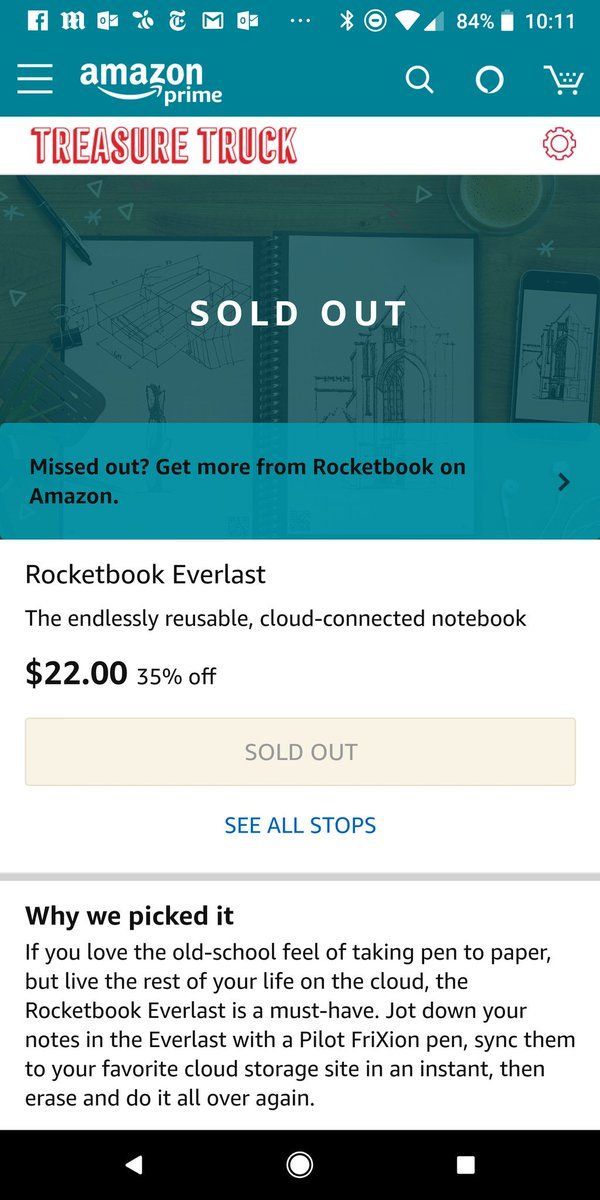 84% 10:11
amazon
prime
TREASURE TRUCK
SOLD OUT
Missed out? Get more from Rocketbook on
Amazon.
Rocketbook Everlast
The endlessly reusable, cloud-connected notebook
$22.00 35% off
SOLD OUT
SEE ALL STOPS
Why we picked it
If you love the old-school feel of taking pen to paper,
but live the rest of your life on the cloud, the
Rocketbook Everlast is a must-have. Jot down your
notes in the Everlast with a Pilot FriXion pen, sync them
to your favorite cloud storage site in an instant, then
erase and do it all over again.